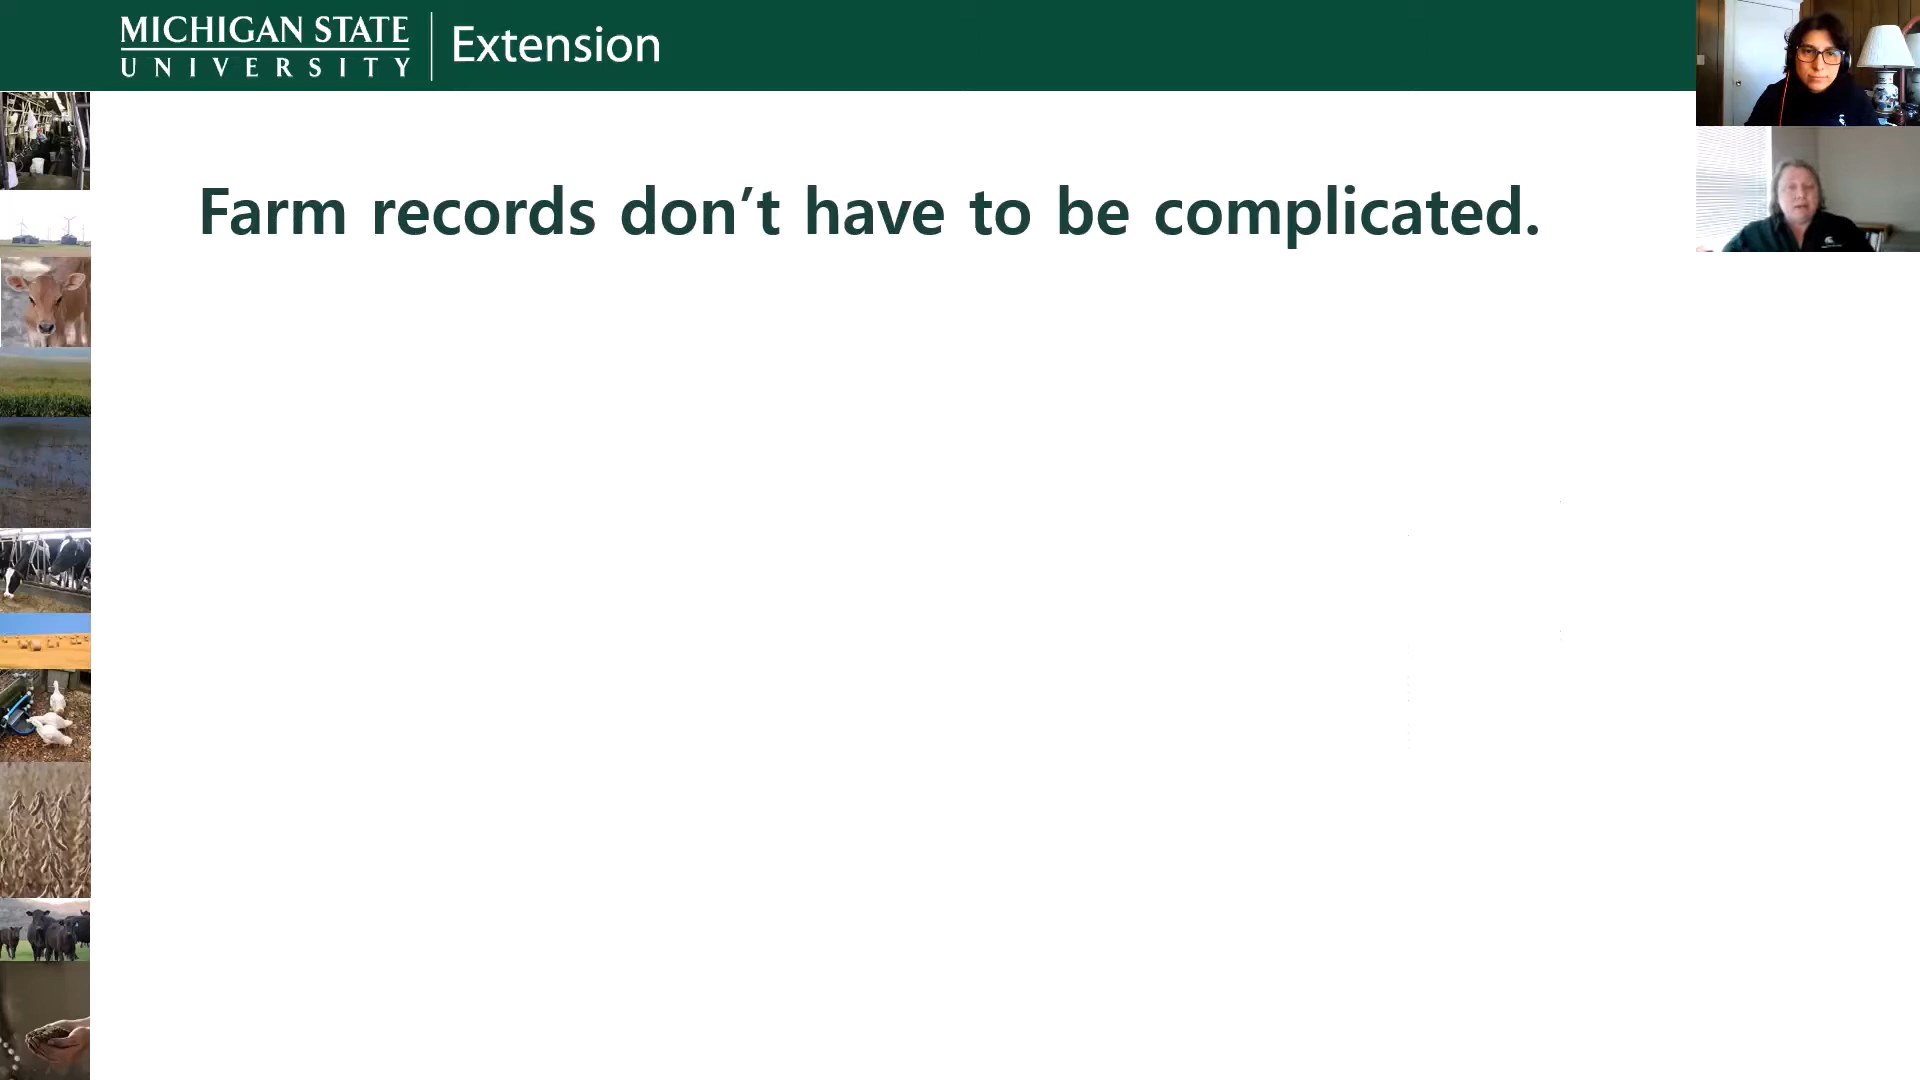 MICHIGAN STATE
UNIVERSITY
Extension
Farm records don’t have to be complicated.